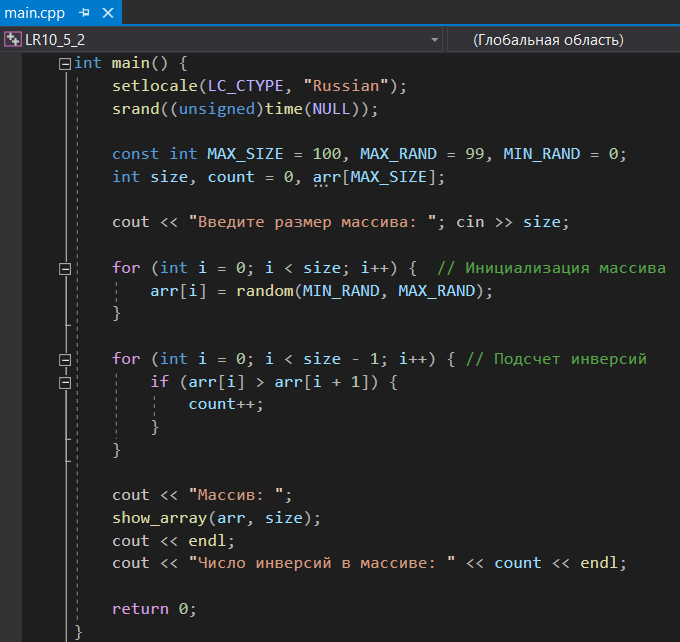 main.cpp
LR10_5_2 (Глобальная область)
int main() {
setlocale(LC_CTYPE, "Russian");
srand((unsigned)time(NULL));
const int MAX_SIZE = 100, MAX_RAND = 99, MIN_RAND = 0;
int size, count = 0, arr[MAX_SIZE];
cout << "Введите размер массива: "; cin >> size;
for (int i = 0; i < size; i++) { // Инициализация массива
arr[i] = random(MIN_RAND, MAX_RAND);
}
for (int i = 0; i < size - 1; i++) { // Подсчет инверсий
if (arr[i] > arr[i + 1]) {
count++;
}
}
cout << "Массив: ";
show_array(arr, size);
cout << endl;
cout << "Число инверсий в массиве: " << count << endl;
return 0;
}